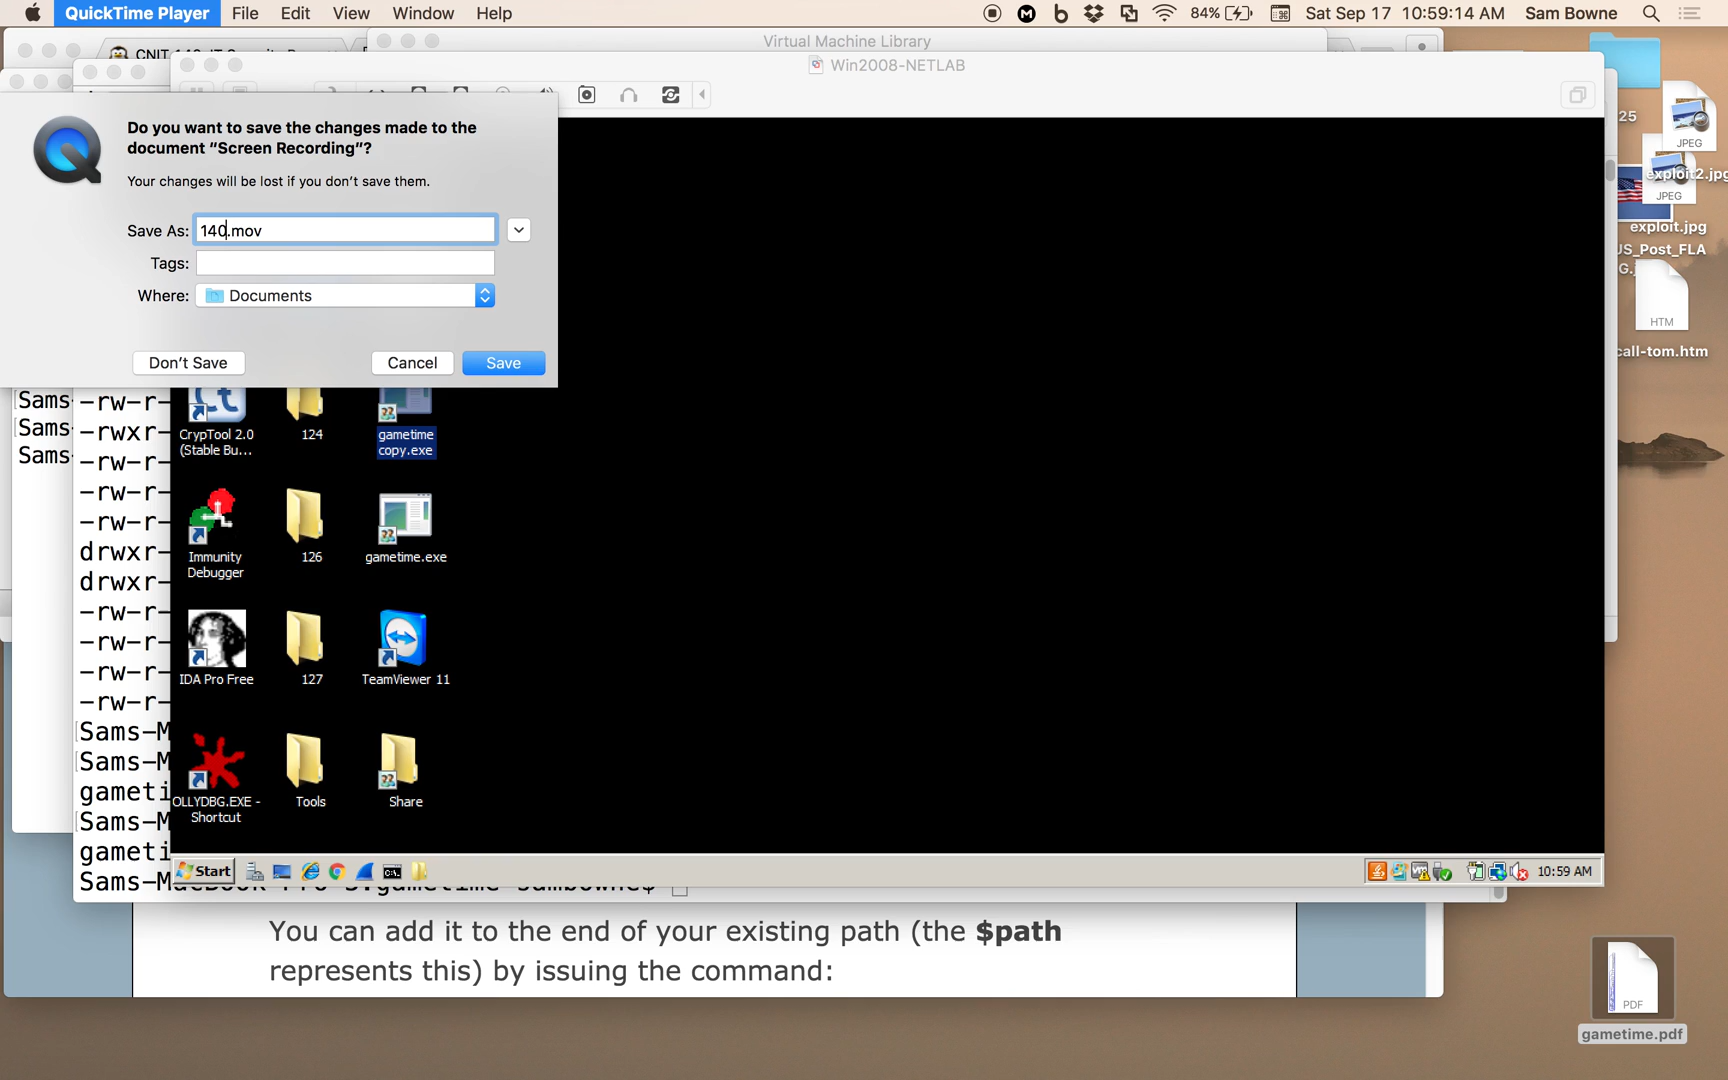 QuickTime Player File Edit View Window Help 84% Sat Sep 17 10:59:14 AM Sam Bowne
Virtual Machine Library
Win2008-NETLAB
Do you want to save the changes made to the
document “Screen Recording”?
Your changes will be lost if you don’t save them.
Save As: 140.mov
Tags:
Where: Documents
Don’t Save Cancel Save
25
JPEG
exploit2.jpg
JPEG
exploit.jpg
US_Post_FLA
G.j
HTM
call-tom.htm
Sams-
Sams-
Sams-
-rw-r-
-rwxr-
-rw-r-
-rw-r-
-rw-r-
drwxr-
drwxr-
-rw-r-
-rw-r-
-rw-r-
-rw-r-
Sams-M
Sams-M
gameti
Sams-M
gameti
CrypTool 2.0
(Stable Bu...
124
gametime
copy.exe
Immunity
Debugger
126
gametime.exe
IDA Pro Free
127
TeamViewer 11
OLLYDBG.EXE -
Shortcut
Tools
Share
Start
10:59 AM
You can add it to the end of your existing path (the $path
represents this) by issuing the command:
PDF
gametime.pdf